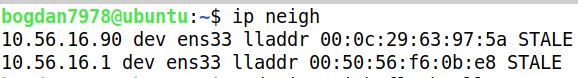 bogdan7978@ubuntu:~$ ip neigh
10.56.16.90 dev ens33 lladdr 00:0c:29:63:97:5a STALE
10.56.16.1 dev ens33 lladdr 00:50:56:f6:0b:e8 STALE